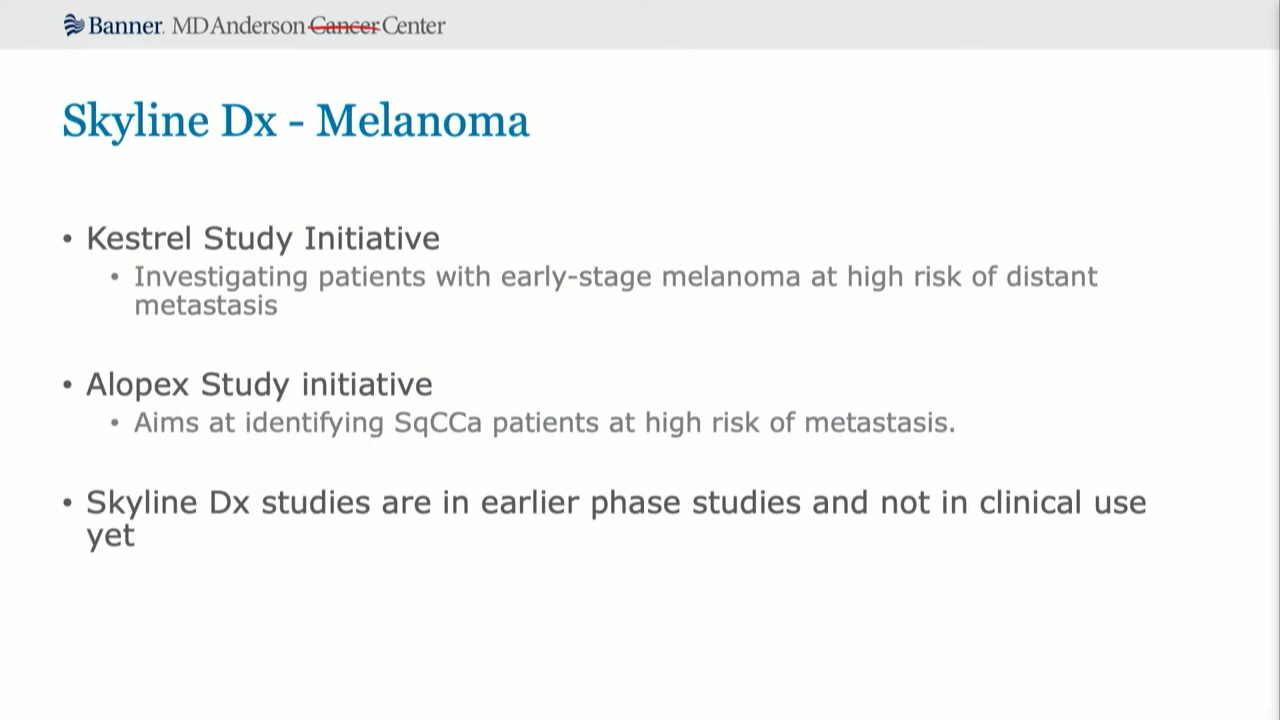 Banner. MD Anderson Cancer Center
Skyline Dx - Melanoma
• Kestrel Study Initiative
• Investigating patients with early-stage melanoma at high risk of distant
metastasis
• Alopex Study initiative
• Aims at identifying SqCCa patients at high risk of metastasis.
• Skyline Dx studies are in earlier phase studies and not in clinical use
yet